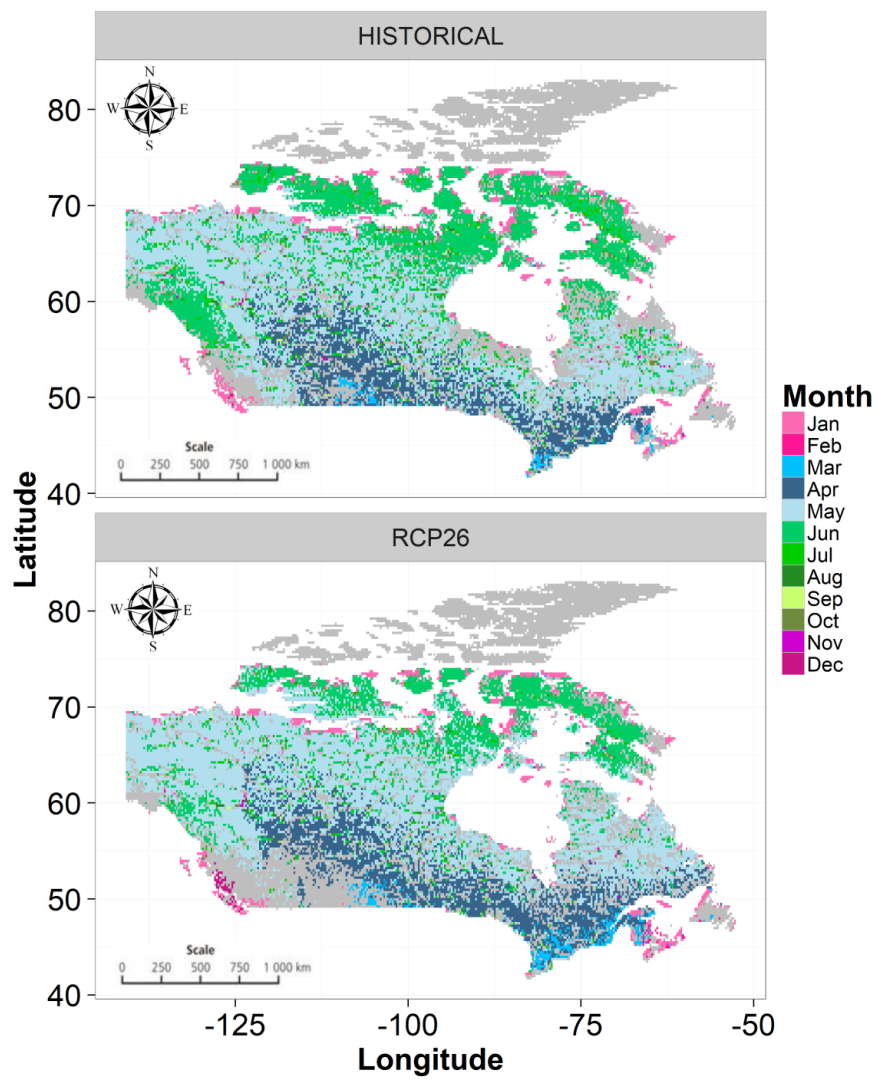 HISTORICAL
N
W E
S
80
70
60
50
40
Scale
0 250 500 750 1 000 km
RCP26
N
W E
S
80
70
60
50
40
Scale
0 250 500 750 1 000 km
-125 -100 -75 -50
Longitude
Latitude
Month
Jan
Feb
Mar
Apr
May
Jun
Jul
Aug
Sep
Oct
Nov
Dec